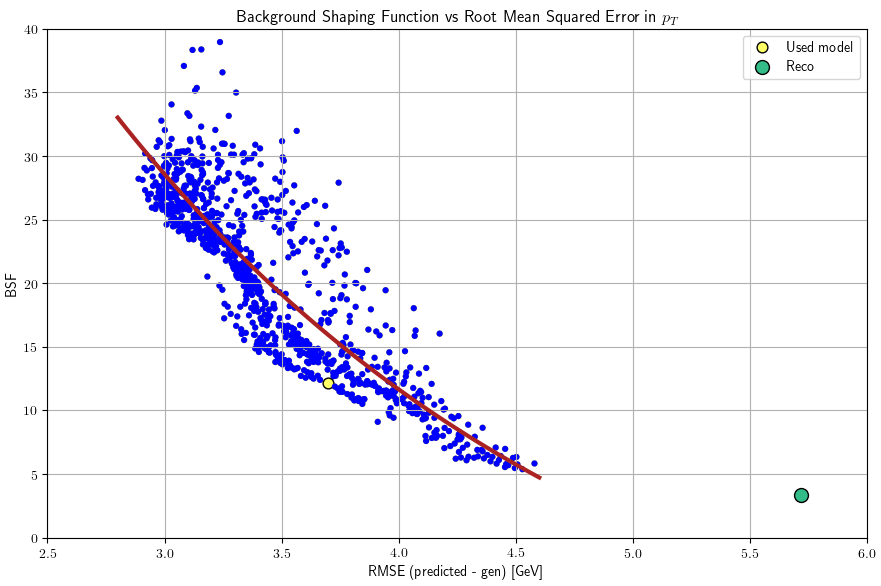 Background Shaping Function vs Root Mean Squared Error in p_T
Used model
Reco
BSF
40
35
30
25
20
15
10
5
0
2.5 3.0 3.5 4.0 4.5 5.0 5.5 6.0
RMSE (predicted - gen) [GeV]